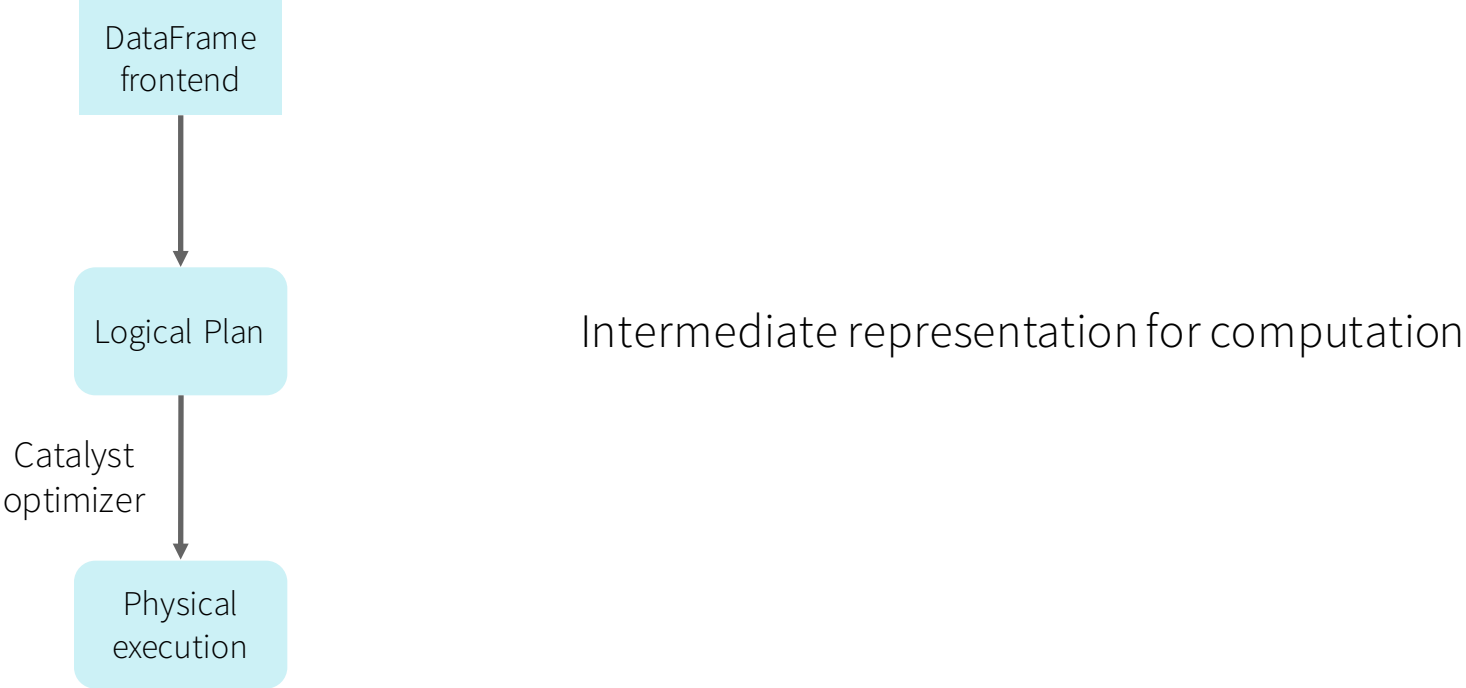 DataFrame
frontend
Logical Plan
Intermediate representation for computation
Catalyst
optimizer
Physical
execution